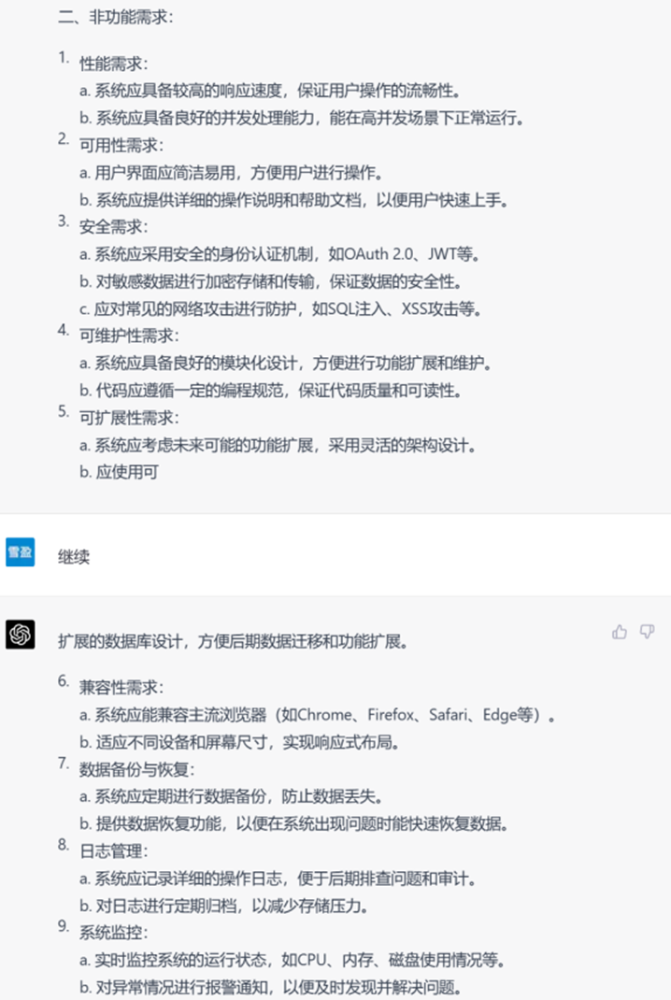 二、非功能需求：
1. 性能需求：
a. 系统应具备较高的响应速度，保证用户操作的流畅性。
b. 系统应具备良好的并发处理能力，能在高并发场景下正常运行。
2. 可用性需求：
a. 用户界面应简洁易用，方便用户进行操作。
b. 系统应提供详细的操作说明和帮助文档，以便用户快速上手。
3. 安全需求：
a. 系统应采用安全的身份认证机制，如OAuth 2.0、JWT等。
b. 对敏感数据进行加密存储和传输，保证数据的安全性。
c. 应对常见的网络攻击进行防护，如SQL注入、XSS攻击等。
4. 可维护性需求：
a. 系统应具备良好的模块化设计，方便进行功能扩展和维护。
b. 代码应遵循一定的编程规范，保证代码质量和可读性。
5. 可扩展性需求：
a. 系统应考虑未来可能的功能扩展，采用灵活的架构设计。
b. 应使用可
雪盈 继续
扩展的数据库设计，方便后期数据迁移和功能扩展。
6. 兼容性需求：
a. 系统应能兼容主流浏览器（如Chrome、Firefox、Safari、Edge等）。
b. 适应不同设备和屏幕尺寸，实现响应式布局。
7. 数据备份与恢复：
a. 系统应定期进行数据备份，防止数据丢失。
b. 提供数据恢复功能，以便在系统出现问题时能快速恢复数据。
8. 日志管理：
a. 系统应记录详细的操作日志，便于后期排查问题和审计。
b. 对日志进行定期归档，以减少存储压力。
9. 系统监控：
a. 实时监控系统的运行状态，如CPU、内存、磁盘使用情况等。
b. 对异常情况进行报警通知，以便及时发现并解决问题。